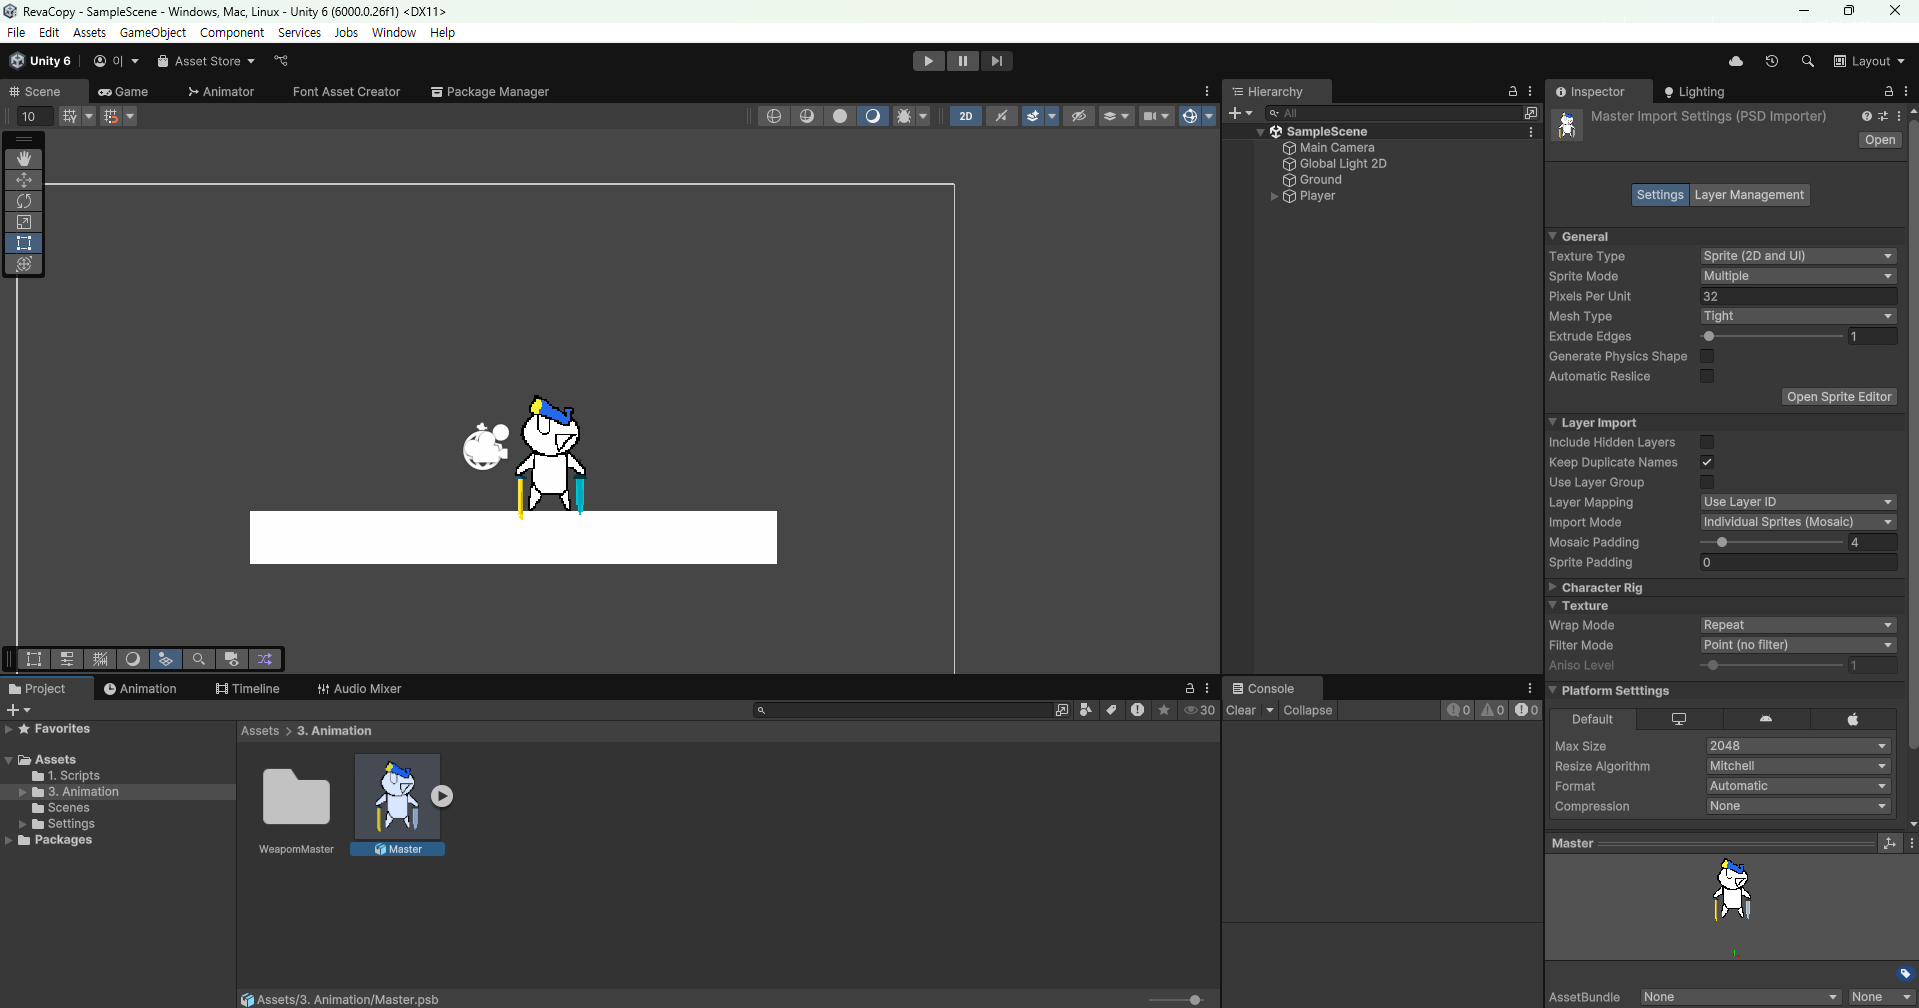 RevaCopy - SampleScene - Windows, Mac, Linux - Unity 6 (6000.0.26f1) <DX11>
File Edit Assets GameObject Component Services Jobs Window Help
Unity 6 Asset Store Layout
Scene Game Animator Font Asset Creator Package Manager
10 2D
Hierarchy
All
SampleScene
Main Camera
Global Light 2D
Ground
Player
Inspector Lighting
Master Import Settings (PSD Importer)
Open
Settings Layer Management
General
Texture Type Sprite (2D and UI)
Sprite Mode Multiple
Pixels Per Unit 32
Mesh Type Tight
Extrude Edges 1
Generate Physics Shape
Automatic Reslice
Open Sprite Editor
Layer Import
Include Hidden Layers
Keep Duplicate Names
Use Layer Group
Layer Mapping Use Layer ID
Import Mode Individual Sprites (Mosaic)
Mosaic Padding 4
Sprite Padding 0
Character Rig
Texture
Wrap Mode Repeat
Filter Mode Point (no filter)
Aniso Level 1
Platform Setttings
Default
Max Size 2048
Resize Algorithm Mitchell
Format Automatic
Compression None
Master
AssetBundle None None
Project Animation Timeline Audio Mixer
30
Favorites
Assets
1. Scripts
3. Animation
Scenes
Settings
Packages
Assets > 3. Animation
WeapomMaster Master
Assets/3. Animation/Master.psb
Console
Clear Collapse 0 0 0